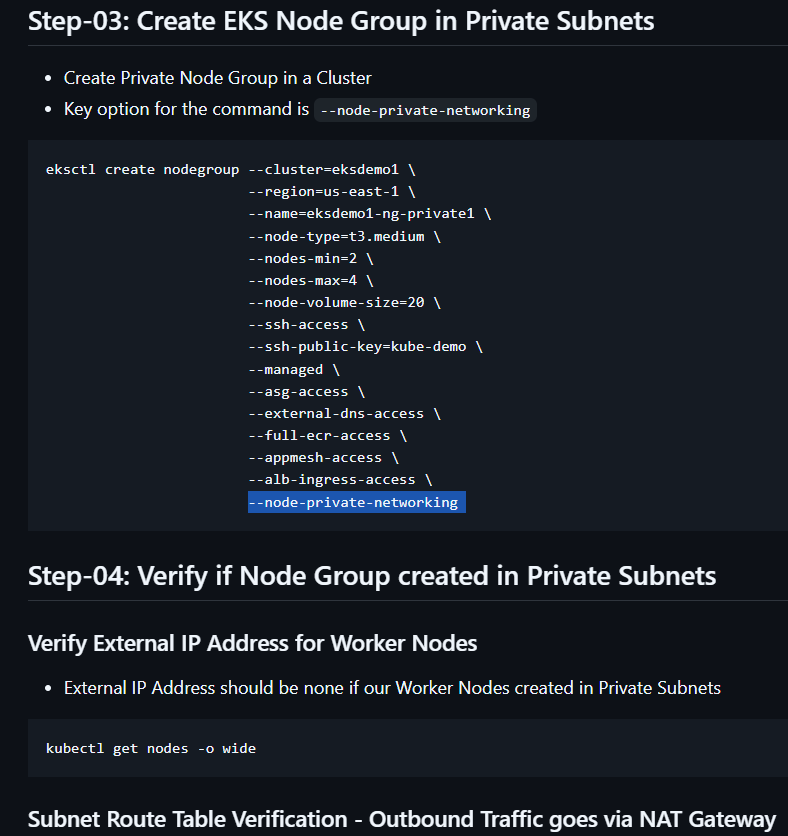 Step-03: Create EKS Node Group in Private Subnets
• Create Private Node Group in a Cluster
• Key option for the command is --node-private-networking
eksctl create nodegroup --cluster=eksdemo1 \
--region=us-east-1 \
--name=eksdemo1-ng-private1 \
--node-type=t3.medium \
--nodes-min=2 \
--nodes-max=4 \
--node-volume-size=20 \
--ssh-access \
--ssh-public-key=kube-demo \
--managed \
--asg-access \
--external-dns-access \
--full-ecr-access \
--appmesh-access \
--alb-ingress-access \
--node-private-networking
Step-04: Verify if Node Group created in Private Subnets
Verify External IP Address for Worker Nodes
• External IP Address should be none if our Worker Nodes created in Private Subnets
kubectl get nodes -o wide
Subnet Route Table Verification - Outbound Traffic goes via NAT Gateway